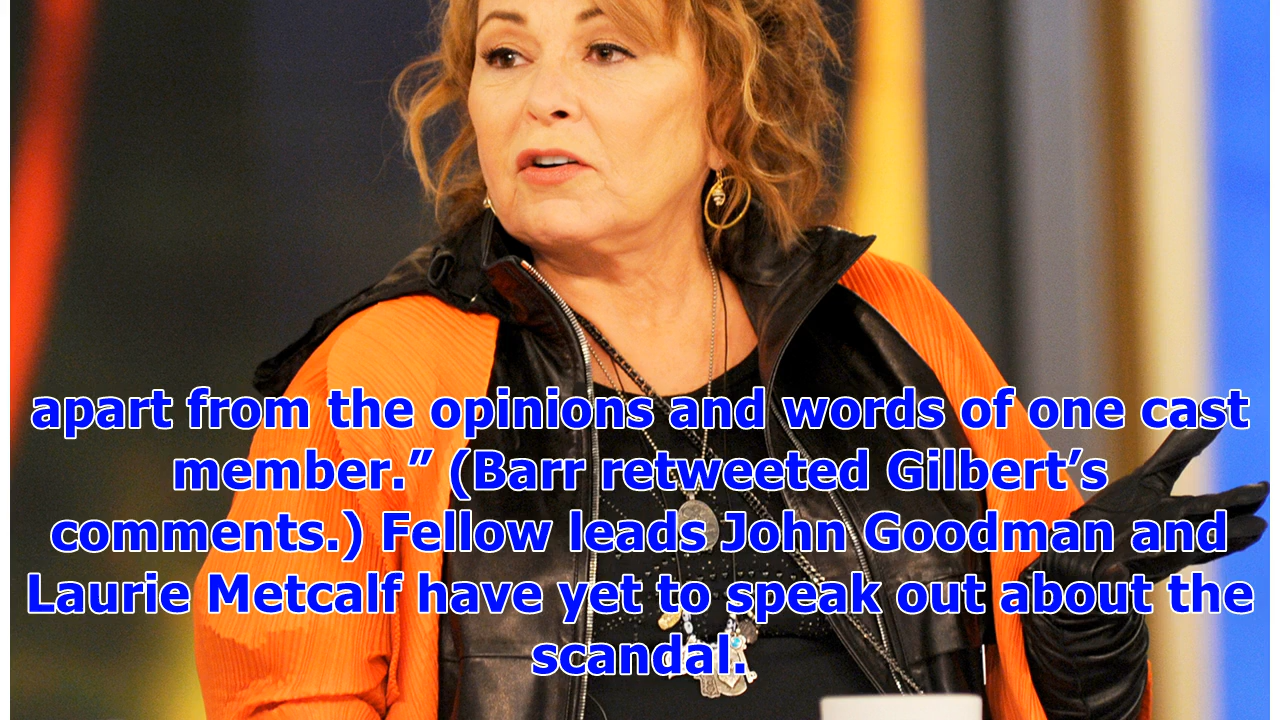 apart from the opinions and words of one cast
member.” (Barr retweeted Gilbert’s
comments.) Fellow leads John Goodman and
Laurie Metcalf have yet to speak out about the
scandal.